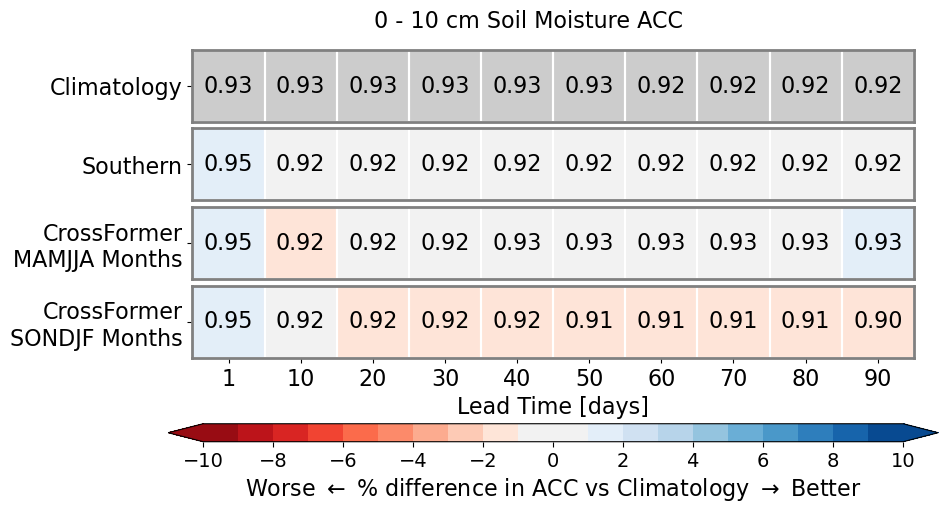 0 - 10 cm Soil Moisture ACC
Climatology 0.93 0.93 0.93 0.93 0.93 0.93 0.92 0.92 0.92 0.92
Southern 0.95 0.92 0.92 0.92 0.92 0.92 0.92 0.92 0.92 0.92
CrossFormer
MAMJJA Months 0.95 0.92 0.92 0.92 0.93 0.93 0.93 0.93 0.93 0.93
CrossFormer
SONDJF Months 0.95 0.92 0.92 0.92 0.92 0.91 0.91 0.91 0.91 0.90
1 10 20 30 40 50 60 70 80 90
Lead Time [days]
−10 −8 −6 −4 −2 0 2 4 6 8 10
Worse ← % difference in ACC vs Climatology → Better